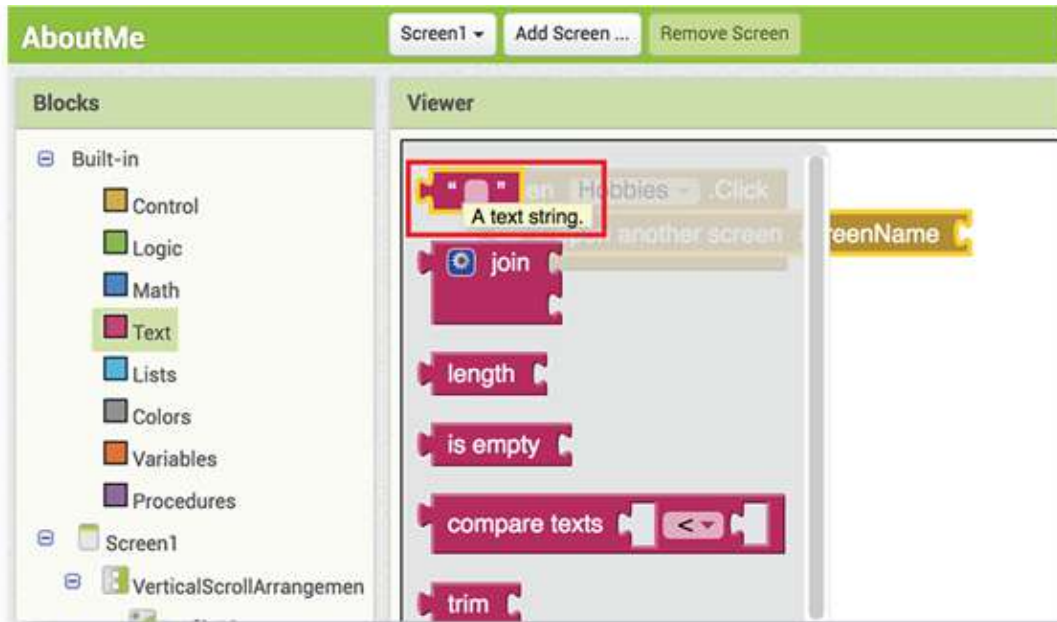 AboutMe
Screen1
Add Screen ...
Remove Screen
Blocks
Viewer
Built-in
Control
Logic
Math
Text
Lists
Colors
Variables
Procedures
Screen1
VerticalScrollArrangemen
" "
Hobbies .Click
A text string.
another screen
reenName
join
length
is empty
compare texts <
trim